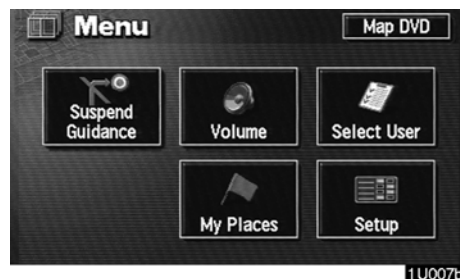 Menu
Map DVD
Suspend
Guidance
Volume
Select User
My Places
Setup
1U007b